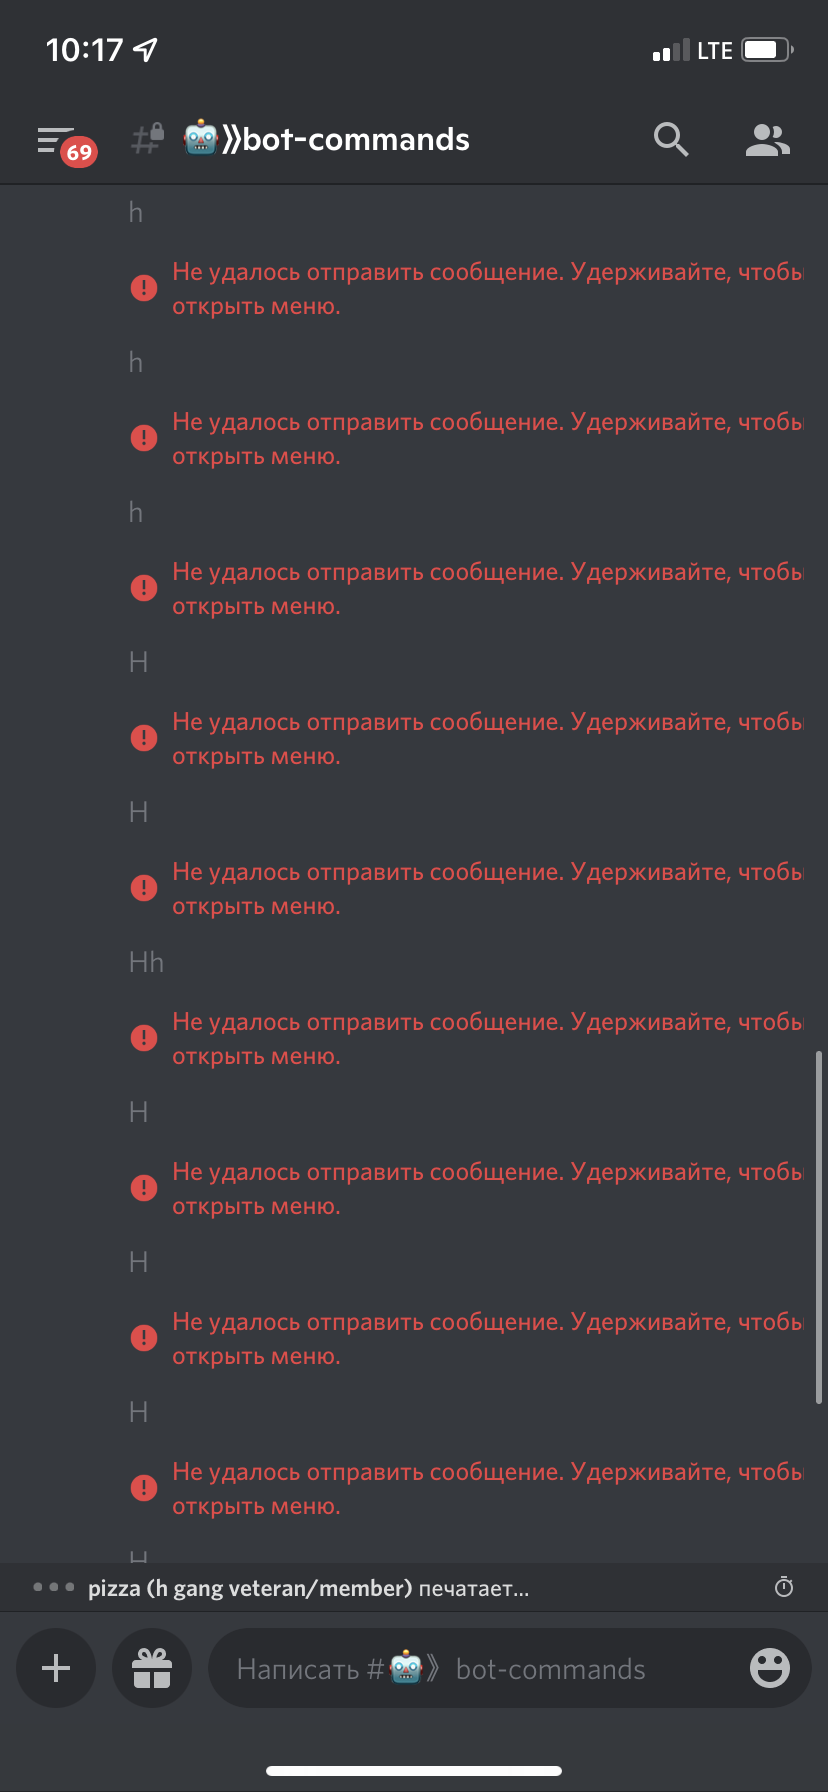 10:17
LTE
69
🤖》bot-commands
h
Не удалось отправить сообщение. Удерживайте, чтобы
открыть меню.
h
Не удалось отправить сообщение. Удерживайте, чтобы
открыть меню.
h
Не удалось отправить сообщение. Удерживайте, чтобы
открыть меню.
H
Не удалось отправить сообщение. Удерживайте, чтобы
открыть меню.
H
Не удалось отправить сообщение. Удерживайте, чтобы
открыть меню.
Hh
Не удалось отправить сообщение. Удерживайте, чтобы
открыть меню.
H
Не удалось отправить сообщение. Удерживайте, чтобы
открыть меню.
H
Не удалось отправить сообщение. Удерживайте, чтобы
открыть меню.
H
Не удалось отправить сообщение. Удерживайте, чтобы
открыть меню.
H
pizza (h gang veteran/member) печатает...
Написать #🤖》 bot-commands